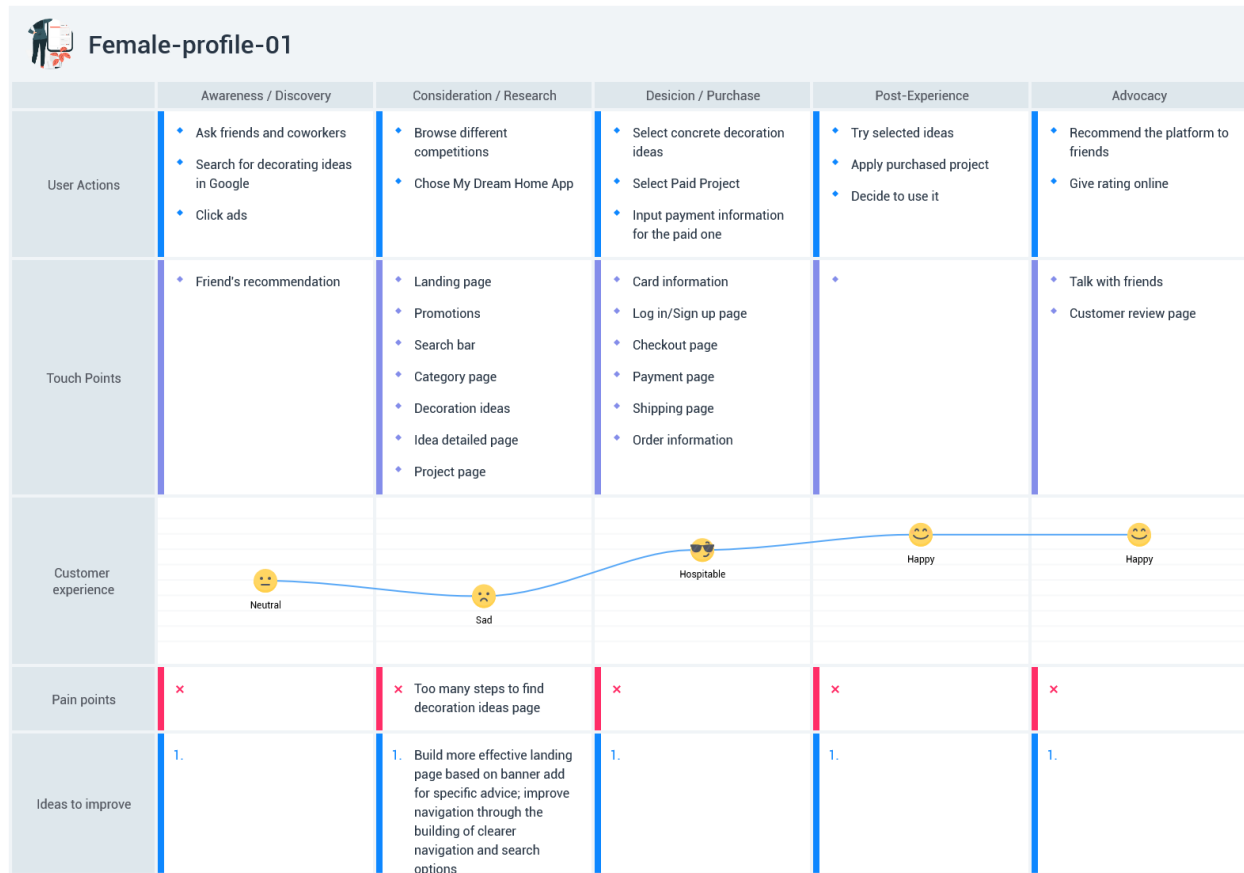 Female-profile-01
Awareness / Discovery
Consideration / Research
Desicion / Purchase
Post-Experience
Advocacy
User Actions
Ask friends and coworkers
Search for decorating ideas
in Google
Click ads
Browse different
competitions
Chose My Dream Home App
Select concrete decoration
ideas
Select Paid Project
Input payment information
for the paid one
Try selected ideas
Apply purchased project
Decide to use it
Recommend the platform to
friends
Give rating online
Touch Points
Friend's recommendation
Landing page
Promotions
Search bar
Category page
Decoration ideas
Idea detailed page
Project page
Card information
Log in/Sign up page
Checkout page
Payment page
Shipping page
Order information
Talk with friends
Customer review page
Customer
experience
Neutral
Sad
Hospitable
Happy
Happy
Pain points
Too many steps to find
decoration ideas page
Ideas to improve
1.
1. Build more effective landing
page based on banner add
for specific advice; improve
navigation through the
building of clearer
navigation and search
options
1.
1.
1.